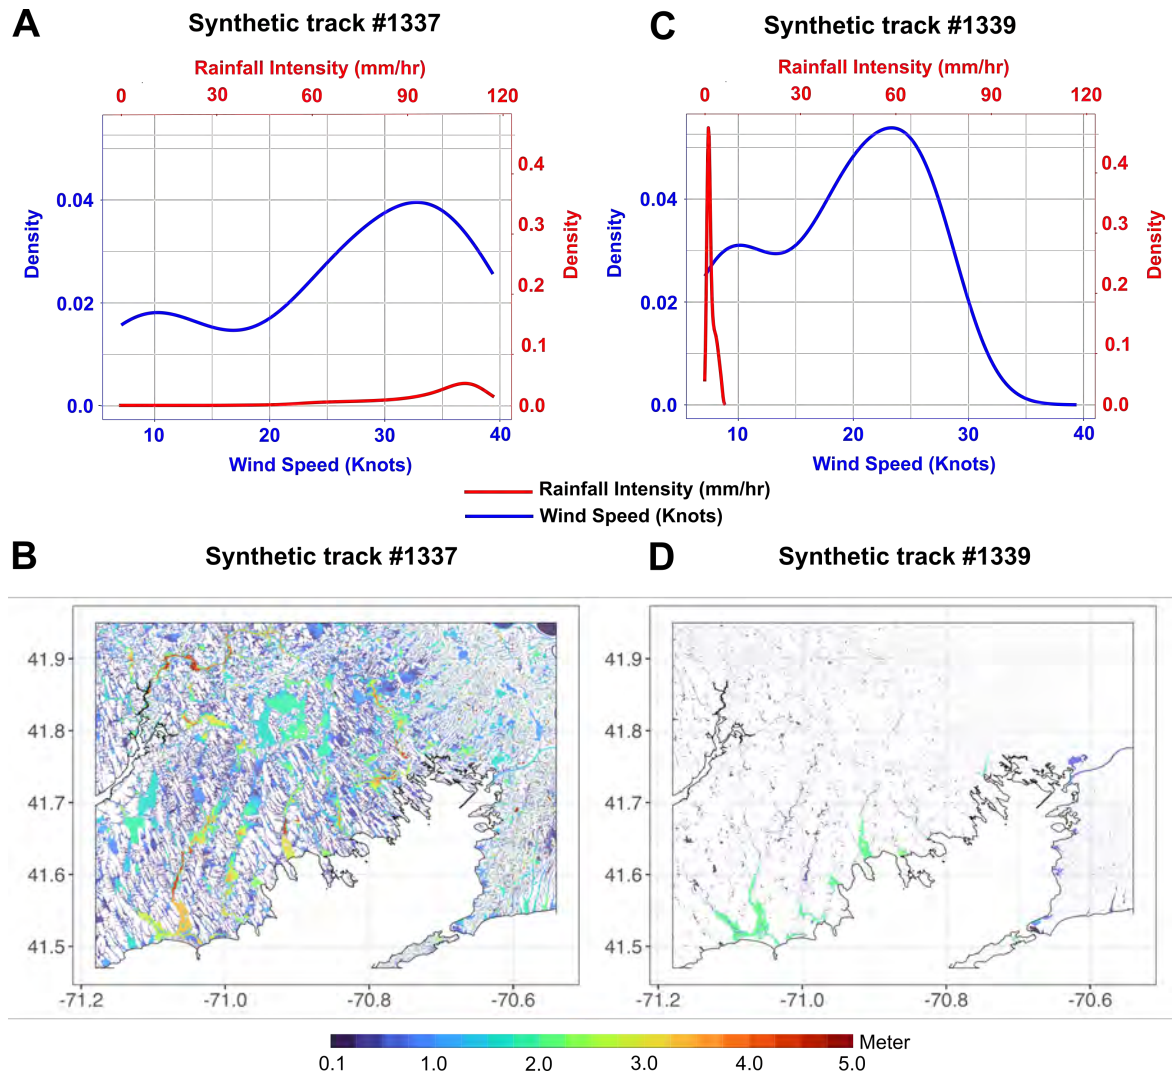 A
Synthetic track #1337
Rainfall Intensity (mm/hr)
0 30 60 90 120
0.04
0.02
0.0
Density
0.4
0.3
0.2
0.1
0.0
Density
10 20 30 40
Wind Speed (Knots)
C
Synthetic track #1339
Rainfall Intensity (mm/hr)
0 30 60 90 120
0.04
0.02
0.0
Density
0.4
0.3
0.2
0.1
0.0
Density
10 20 30 40
Wind Speed (Knots)
Rainfall Intensity (mm/hr)
Wind Speed (Knots)
B
Synthetic track #1337
41.9
41.8
41.7
41.6
41.5
-71.2 -71.0 -70.8 -70.6
D
Synthetic track #1339
41.9
41.8
41.7
41.6
41.5
-71.2 -71.0 -70.8 -70.6
Meter
0.1 1.0 2.0 3.0 4.0 5.0